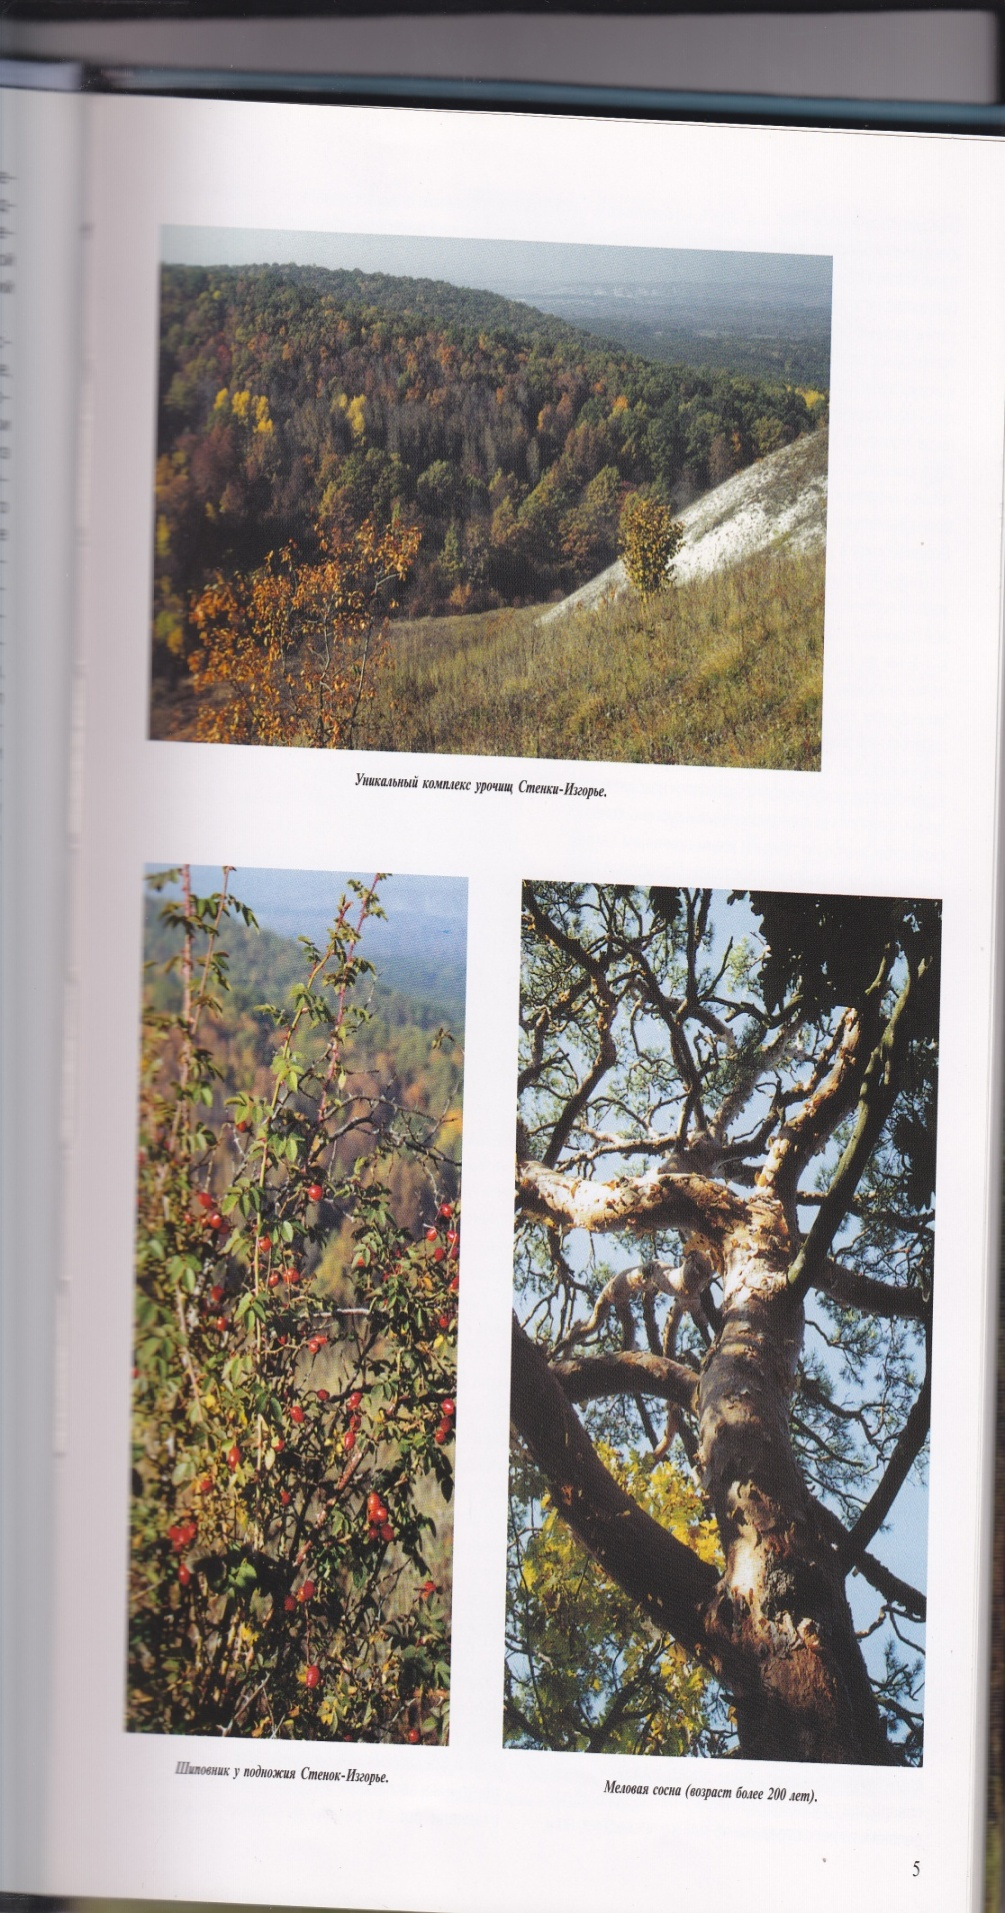 Уникальный комплекс урочищ Стенки-Изгорье.
Шиповник у подножия Стенок-Изгорье.
Меловая сосна (возраст более 200 лет).
5